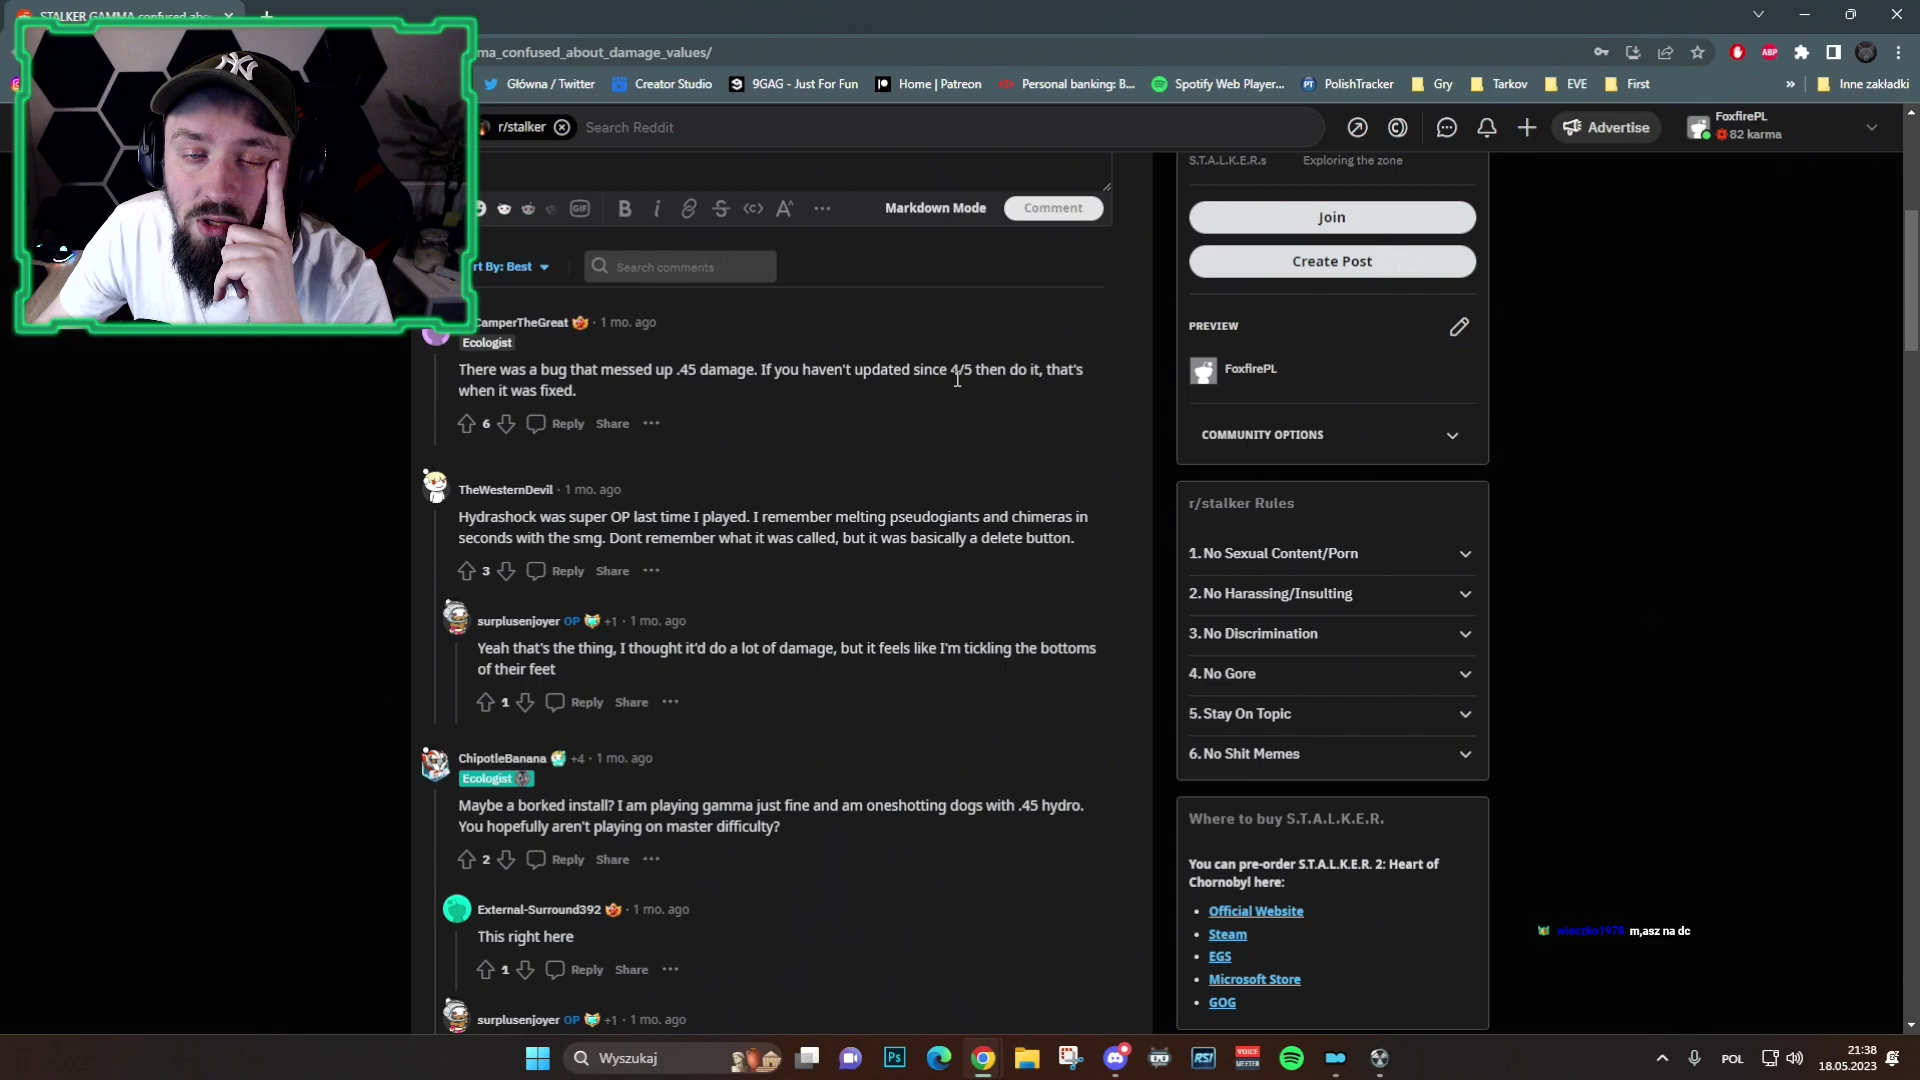 STALKER GAMMA confused abo
ma_confused_about_damage_values/
ABP
Główna / Twitter
Creator Studio
9GAG - Just For Fun
Home | Patreon
Personal banking: B...
Spotify Web Player...
PT
PolishTracker
Gry
Tarkov
EVE
First
»
Inne zakładki
r/stalker
Search Reddit
Advertise
FoxfirePL
82 karma
S.T.A.L.K.E.R.s
Exploring the zone
GIF
B i
Markdown Mode
Comment
rt By: Best
Search comments
CamperTheGreat · 1 mo. ago
Ecologist
There was a bug that messed up .45 damage. If you haven't updated since 4/5 then do it, that's
when it was fixed.
6 Reply Share ···
TheWesternDevil · 1 mo. ago
Hydrashock was super OP last time I played. I remember melting pseudogiants and chimeras in
seconds with the smg. Dont remember what it was called, but it was basically a delete button.
3 Reply Share ···
surplusenjoyer OP +1 · 1 mo. ago
Yeah that's the thing, I thought it'd do a lot of damage, but it feels like I'm tickling the bottoms
of their feet
1 Reply Share ···
ChipotleBanana +4 · 1 mo. ago
Ecologist
Maybe a borked install? I am playing gamma just fine and am oneshotting dogs with .45 hydro.
You hopefully aren't playing on master difficulty?
2 Reply Share ···
External-Surround392 · 1 mo. ago
This right here
1 Reply Share ···
surplusenjoyer OP +1 · 1 mo. ago
Join
Create Post
PREVIEW
FoxfirePL
COMMUNITY OPTIONS
r/stalker Rules
1. No Sexual Content/Porn
2. No Harassing/Insulting
3. No Discrimination
4. No Gore
5. Stay On Topic
6. No Shit Memes
Where to buy S.T.A.L.K.E.R.
You can pre-order S.T.A.L.K.E.R. 2: Heart of
Chornobyl here:
• Official Website
• Steam
• EGS
• Microsoft Store
• GOG
wieczko1978 m,asz na dc
Wyszukaj
Ps
RSI
VOICE
MEETER
POL
21:38
18.05.2023